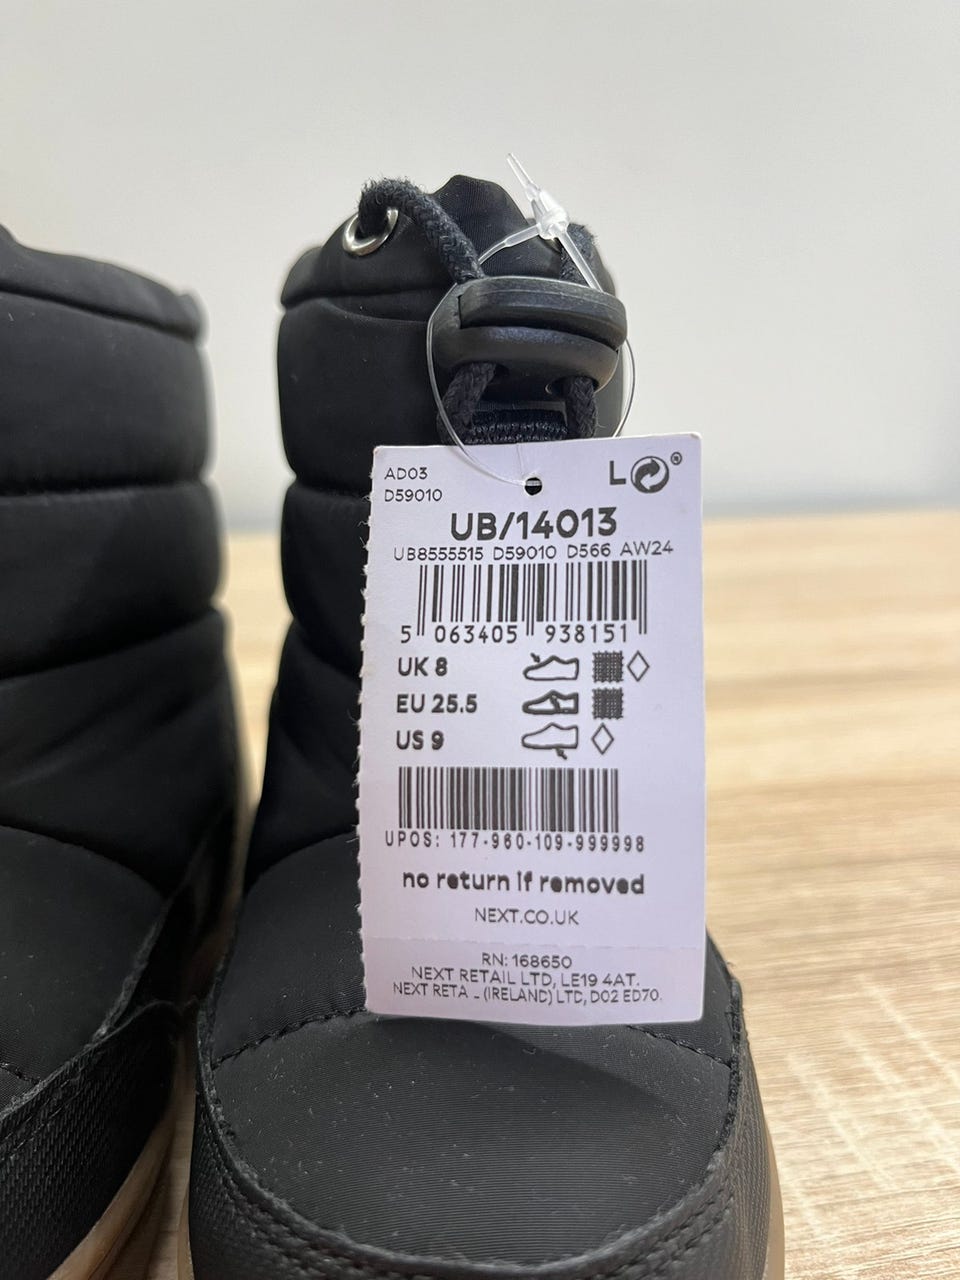 AD03
D59010
L ®
UB/14013
UB8555515 D59010 D566 AW24
5 063405 938151
UK 8
EU 25.5
US 9
UPOS: 177-960-109-999998
no return if removed
NEXT.CO.UK
RN: 168650
NEXT RETAIL LTD, LE19 4AT.
NEXT RETA (IRELAND) LTD, D02 ED70.